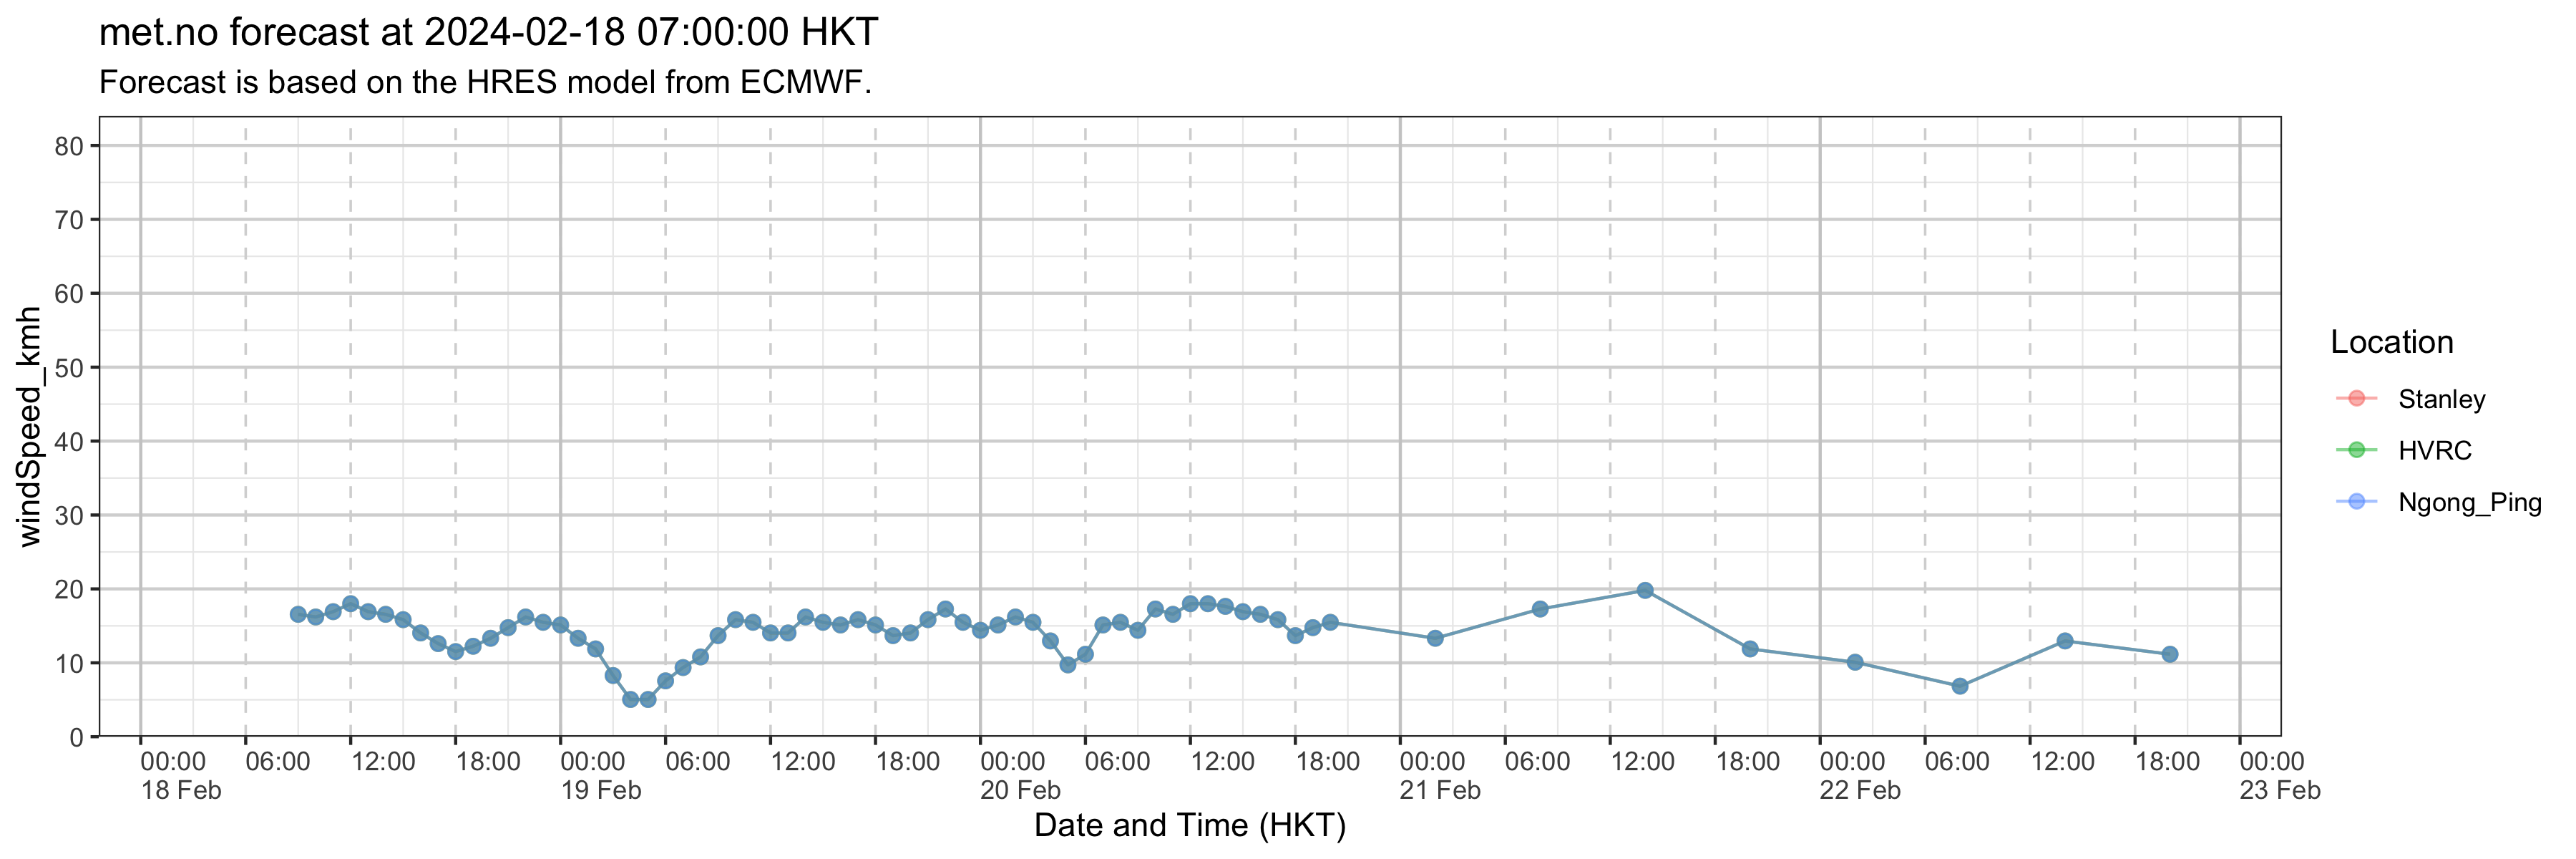 met.no forecast at 2024-02-18 07:00:00 HKT
Forecast is based on the HRES model from ECMWF.
80
70
60
50
40
30
20
10
0
windSpeed_kmh
00:00 06:00 12:00 18:00 00:00 06:00 12:00 18:00 00:00 06:00 12:00 18:00 00:00 06:00 12:00 18:00 00:00 06:00 12:00 18:00 00:00
18 Feb 19 Feb 20 Feb 21 Feb 22 Feb 23 Feb
Date and Time (HKT)
Location
Stanley
HVRC
Ngong_Ping